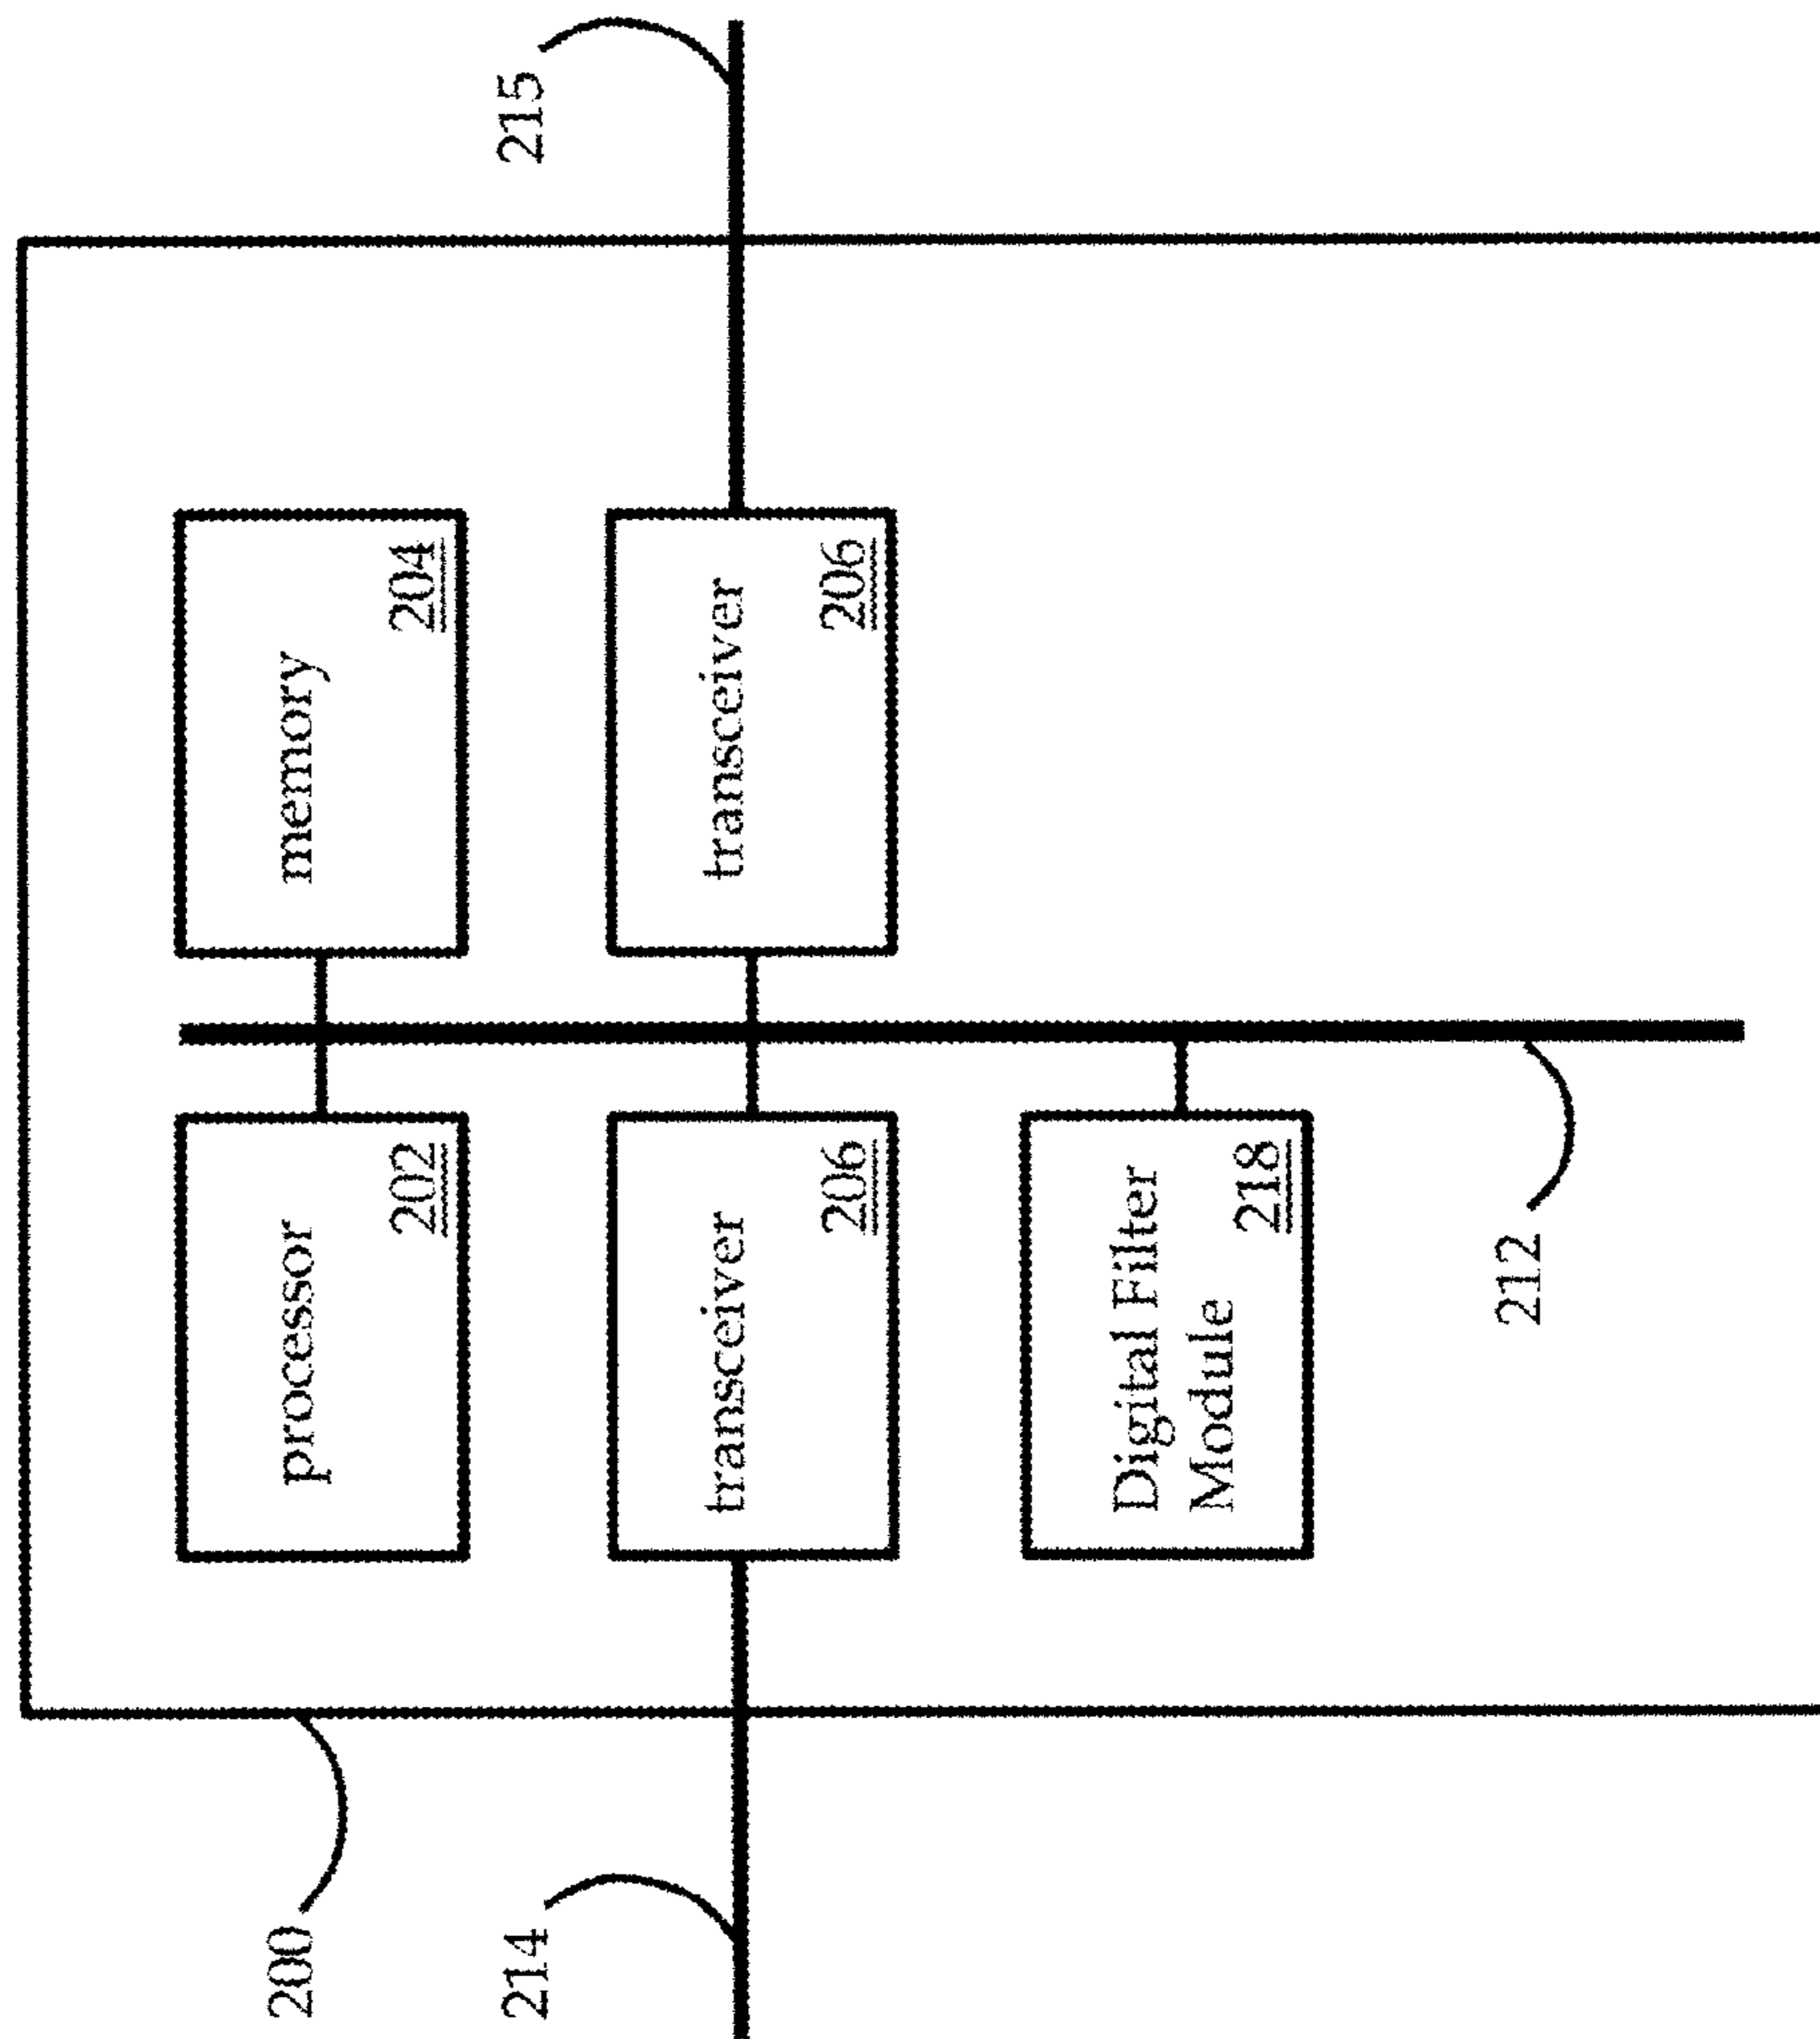 200
processor
202
memory
204
214
transceiver
206
transceiver
206
215
Digital Filter
Module
218
212